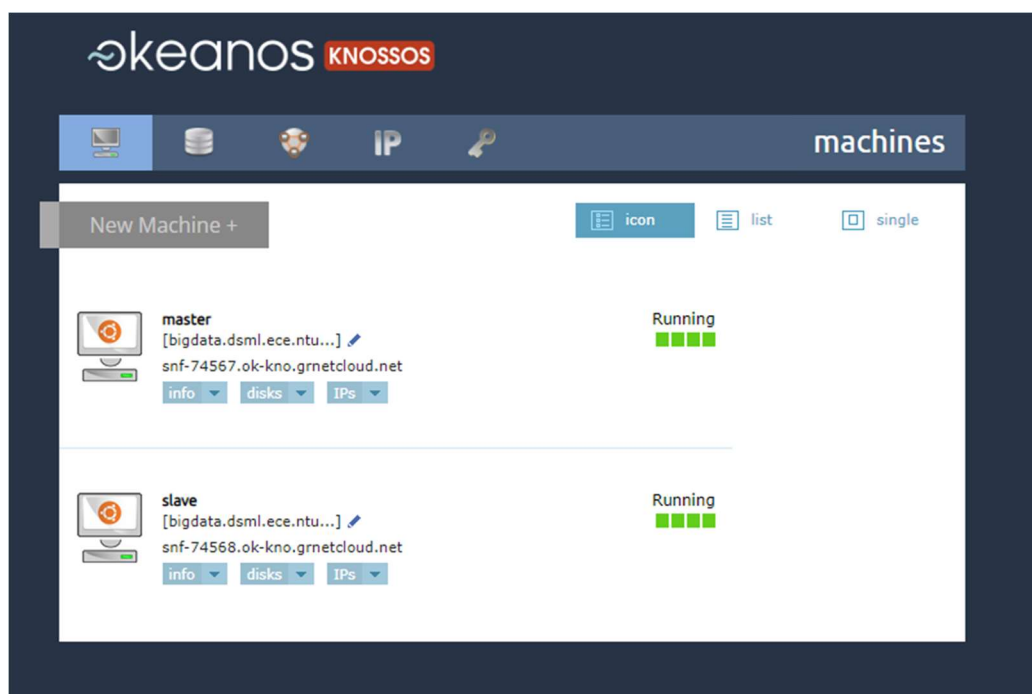 okeanos KNOSSOS
IP
machines
New Machine +
icon
list
single
master
Running
[bigdata.dsml.ece.ntu...]
snf-74567.ok-kno.grnetcloud.net
info disks IPs
slave
Running
[bigdata.dsml.ece.ntu...]
snf-74568.ok-kno.grnetcloud.net
info disks IPs